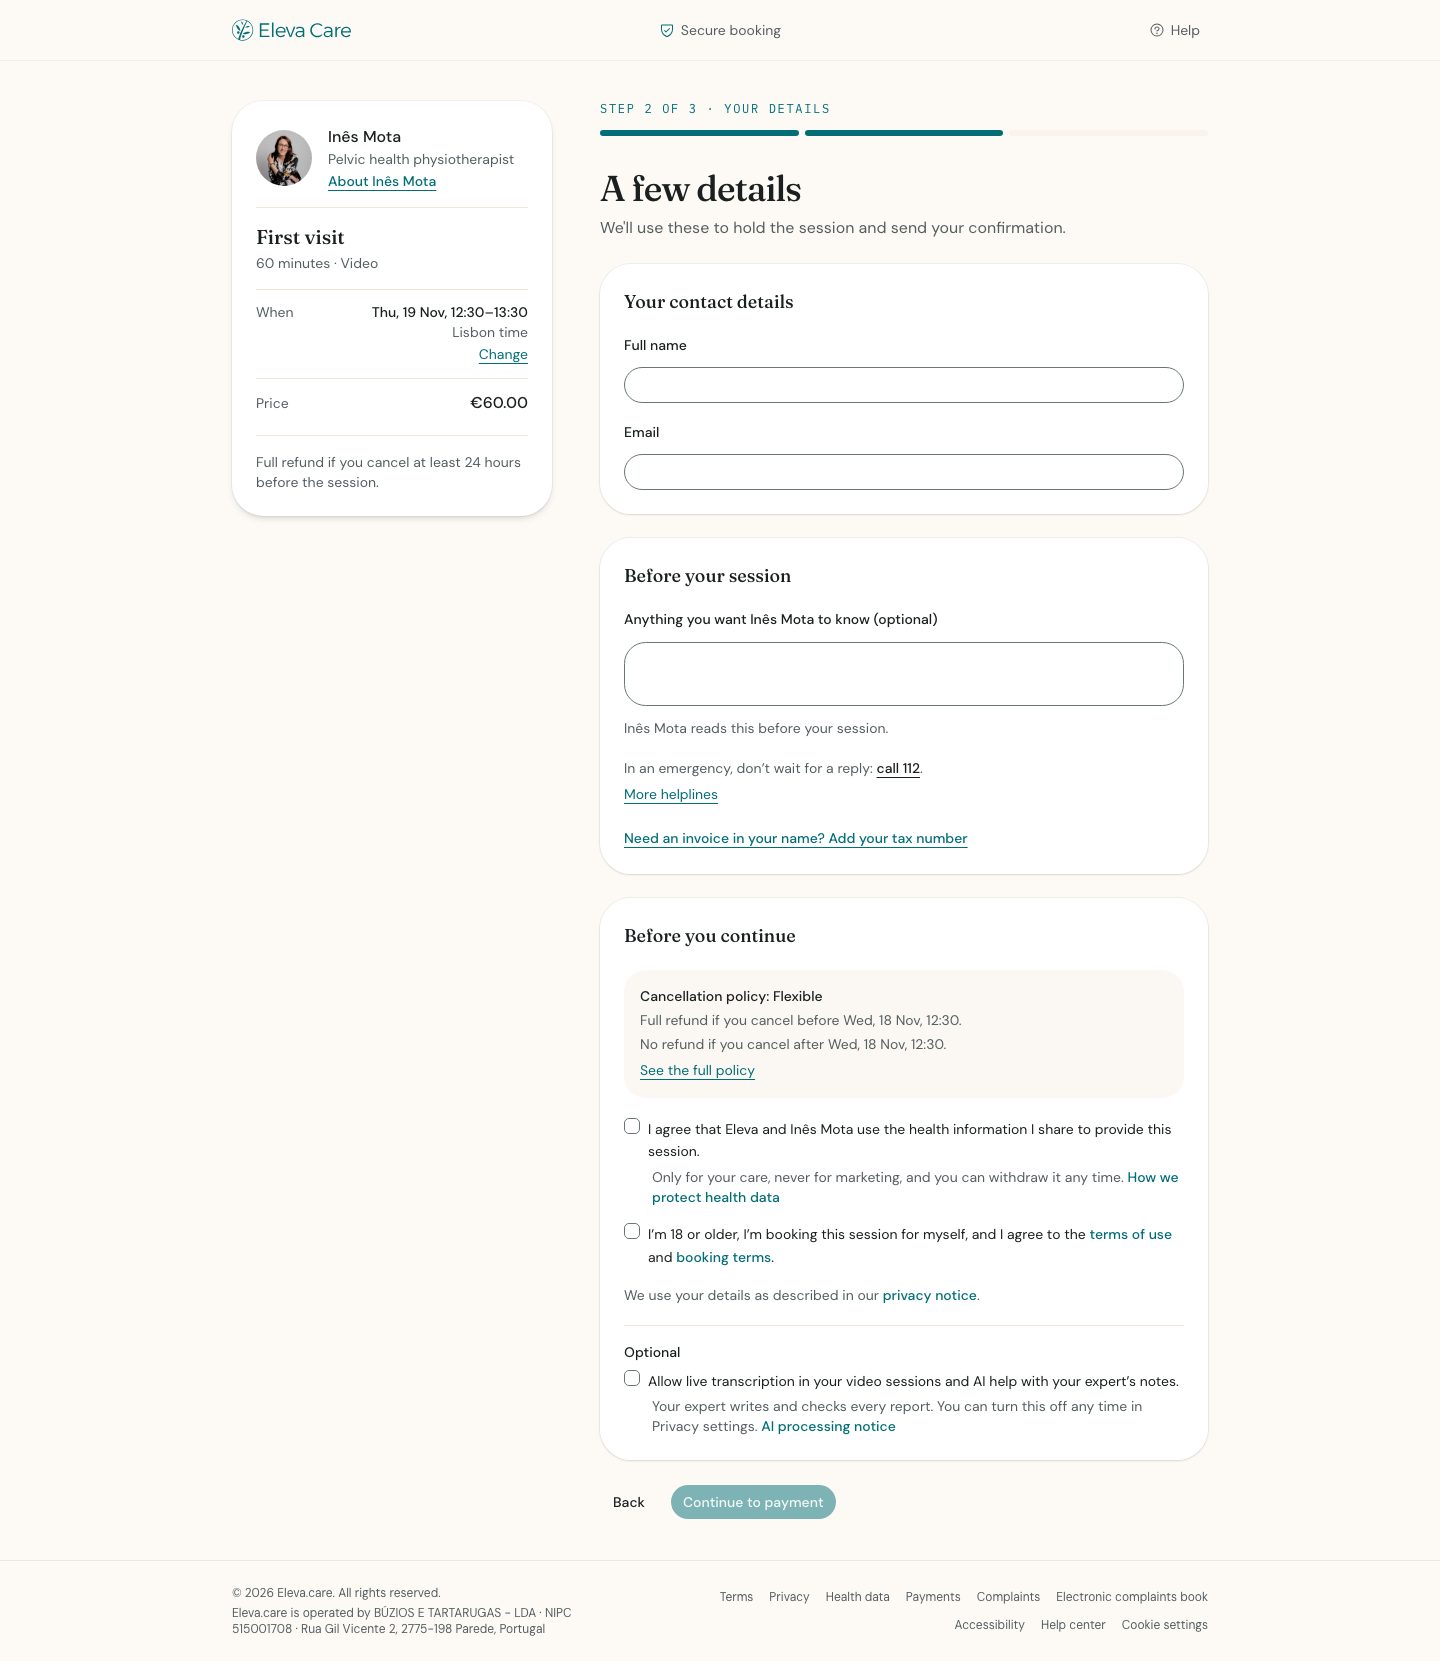 Eleva Care
Secure booking
Help
Inês Mota
Pelvic health physiotherapist
About Inês Mota
First visit
60 minutes · Video
When
Thu, 19 Nov, 12:30–13:30
Lisbon time
Change
Price
€60.00
Full refund if you cancel at least 24 hours
before the session.
STEP 2 OF 3 · YOUR DETAILS
A few details
We'll use these to hold the session and send your confirmation.
Your contact details
Full name
Email
Before your session
Anything you want Inês Mota to know (optional)
Inês Mota reads this before your session.
In an emergency, don’t wait for a reply: call 112.
More helplines
Need an invoice in your name? Add your tax number
Before you continue
Cancellation policy: Flexible
Full refund if you cancel before Wed, 18 Nov, 12:30.
No refund if you cancel after Wed, 18 Nov, 12:30.
See the full policy
I agree that Eleva and Inês Mota use the health information I share to provide this
session.
Only for your care, never for marketing, and you can withdraw it any time. How we
protect health data
I’m 18 or older, I’m booking this session for myself, and I agree to the terms of use
and booking terms.
We use your details as described in our privacy notice.
Optional
Allow live transcription in your video sessions and AI help with your expert’s notes.
Your expert writes and checks every report. You can turn this off any time in
Privacy settings. AI processing notice
Back
Continue to payment
© 2026 Eleva.care. All rights reserved.
Eleva.care is operated by BÚZIOS E TARTARUGAS - LDA · NIPC
515001708 · Rua Gil Vicente 2, 2775-198 Parede, Portugal
Terms Privacy Health data Payments Complaints Electronic complaints book
Accessibility Help center Cookie settings